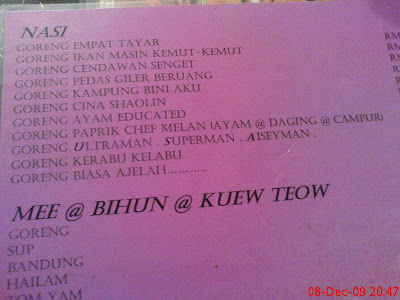 NASI
GORENG EMPAT TAYAR
GORENG IKAN MASIN KEMUT-KEMUT
GORENG CENDAWAN SENGET
GORENG PEDAS GILER BERUANG
GORENG KAMPUNG BINI AKU
GORENG CINA SHAOLIN
GORENG AYAM EDUCATED
GORENG PAPRIK CHEF MELAN (AYAM @ DAGING @ CAMPUR)
GORENG ULTRAMAN . SUPERMAN . AISEYMAN .
GORENG KERABU KELABU
GORENG BIASA AJELAH..........
RM
RM
RM
MEE @ BIHUN @ KUEW TEOW
GORENG
SUP
BANDUNG
HAILAM
TOM YAM
08-Dec-09 20:47